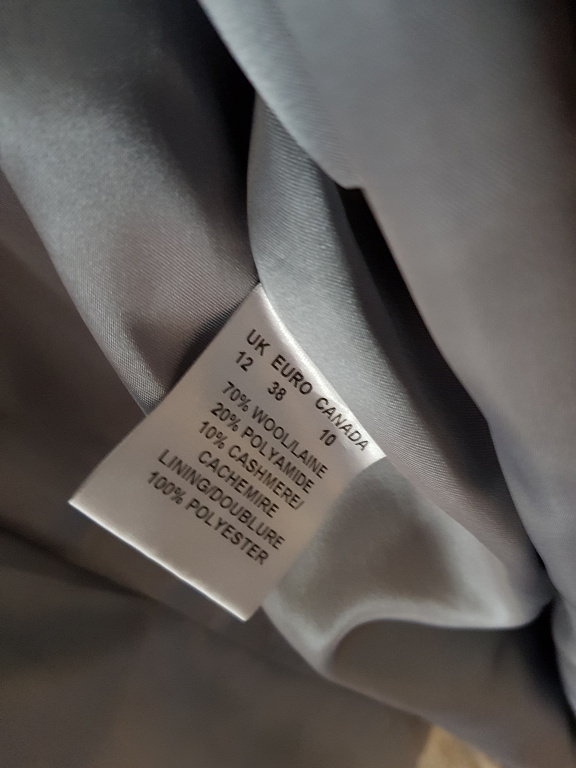 UK EURO CANADA
12 38 10
70% WOOL/LAINE
20% POLYAMIDE
10% CASHMERE/
CACHEMIRE
LINING/DOUBLURE
100% POLYESTER